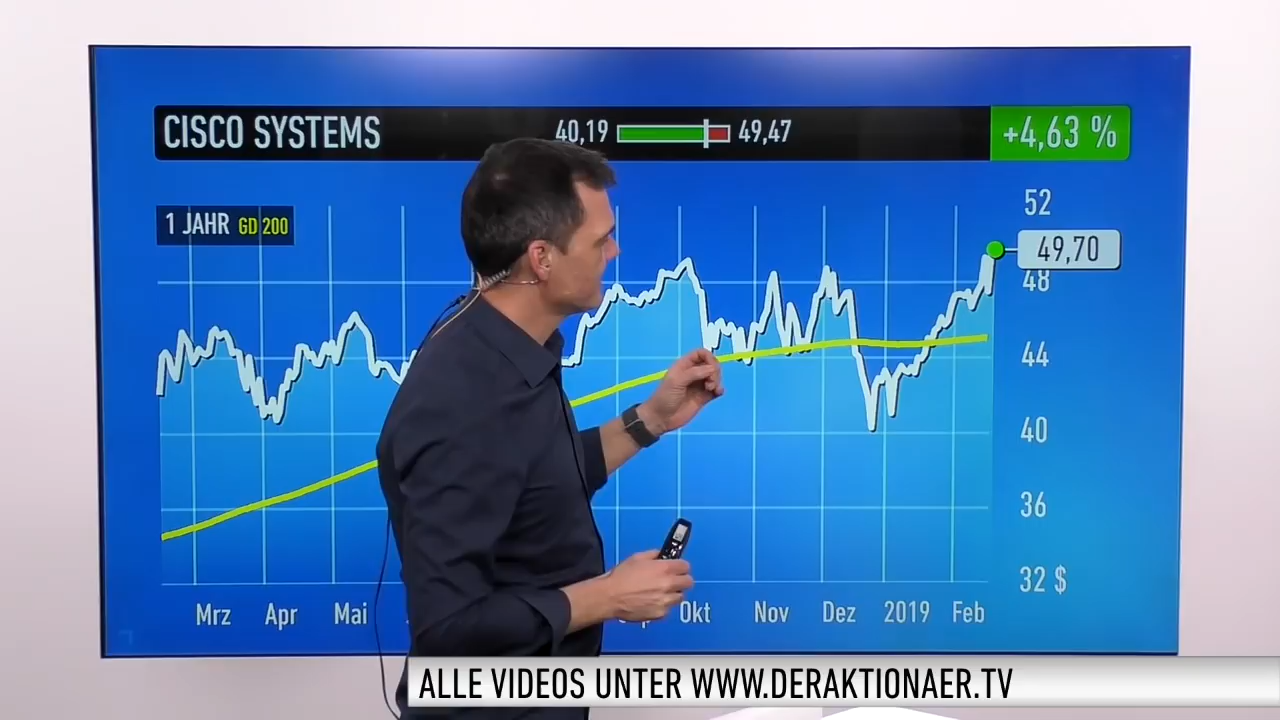 CISCO SYSTEMS 40,19 49,47 +4,63 %
1 JAHR GD 200
52
49,70
48
44
40
36
32 $
Mrz Apr Mai Okt Nov Dez 2019 Feb
ALLE VIDEOS UNTER WWW.DERAKTIONAER.TV